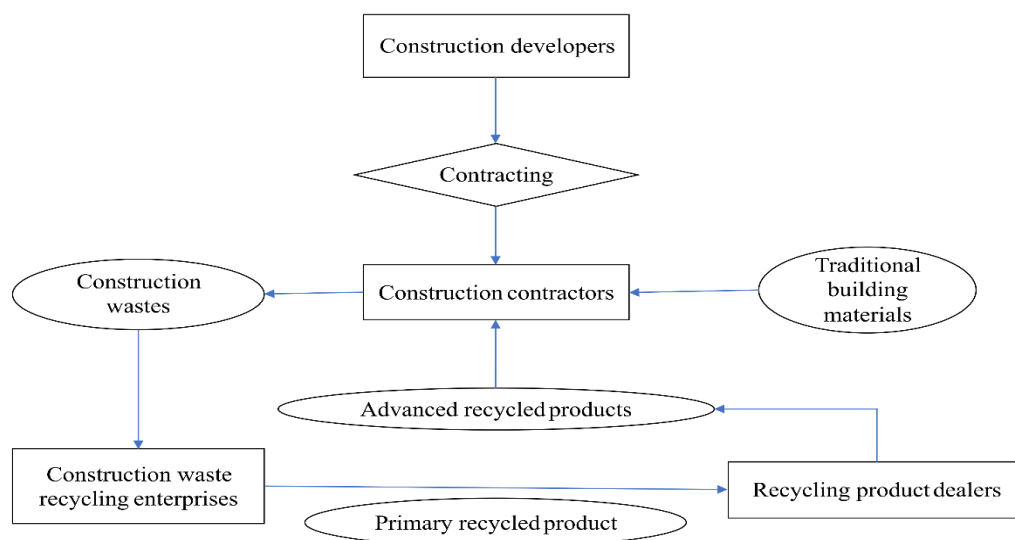 Construction developers
Contracting
Construction
wastes
Construction contractors
Traditional
building
materials
Advanced recycled products
Construction waste
recycling enterprises
Recycling product dealers
Primary recycled product